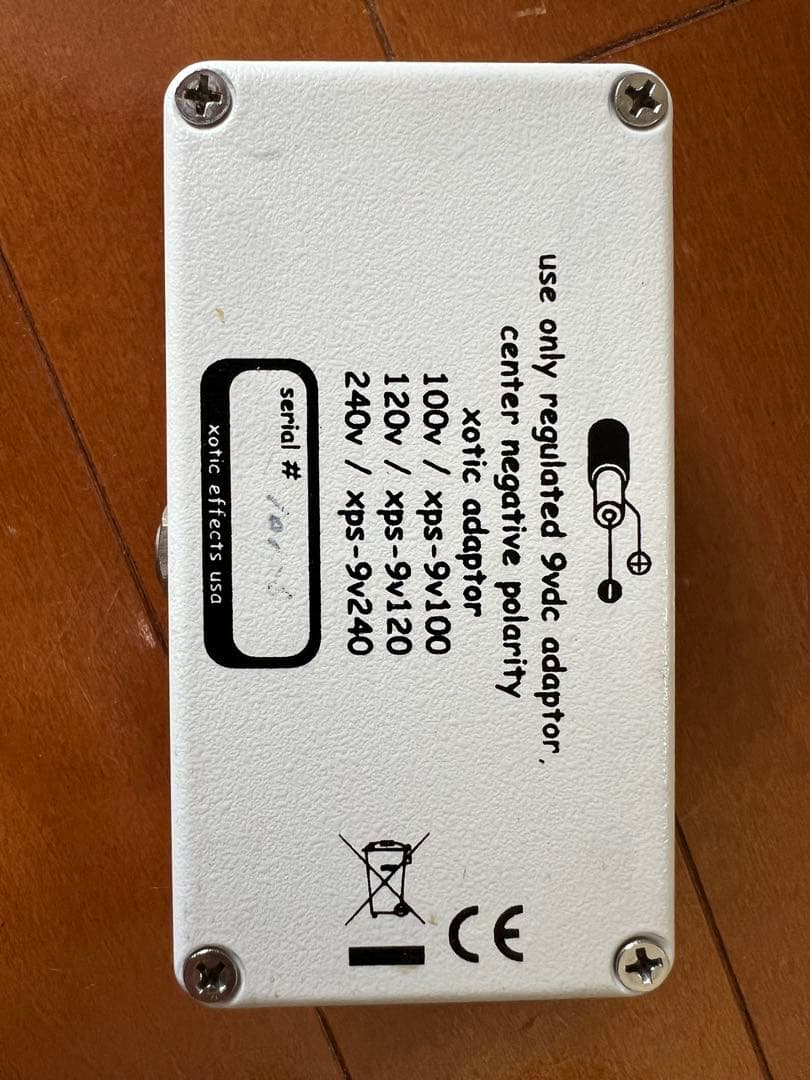 use only regulated 9vdc adaptor,
center negative polarity
xotic adaptor
100v / xps-9v100
120v / xps-9v120
240v / xps-9v240
serial #
xotic effects usa
CE